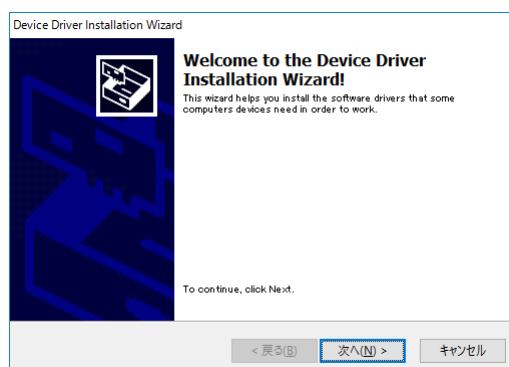 Device Driver Installation Wizard
Welcome to the Device Driver
Installation Wizard!
This wizard helps you install the software drivers that some
computers devices need in order to work.
To continue, click Next.
< 戻る(B)
次へ(N) >
キャンセル